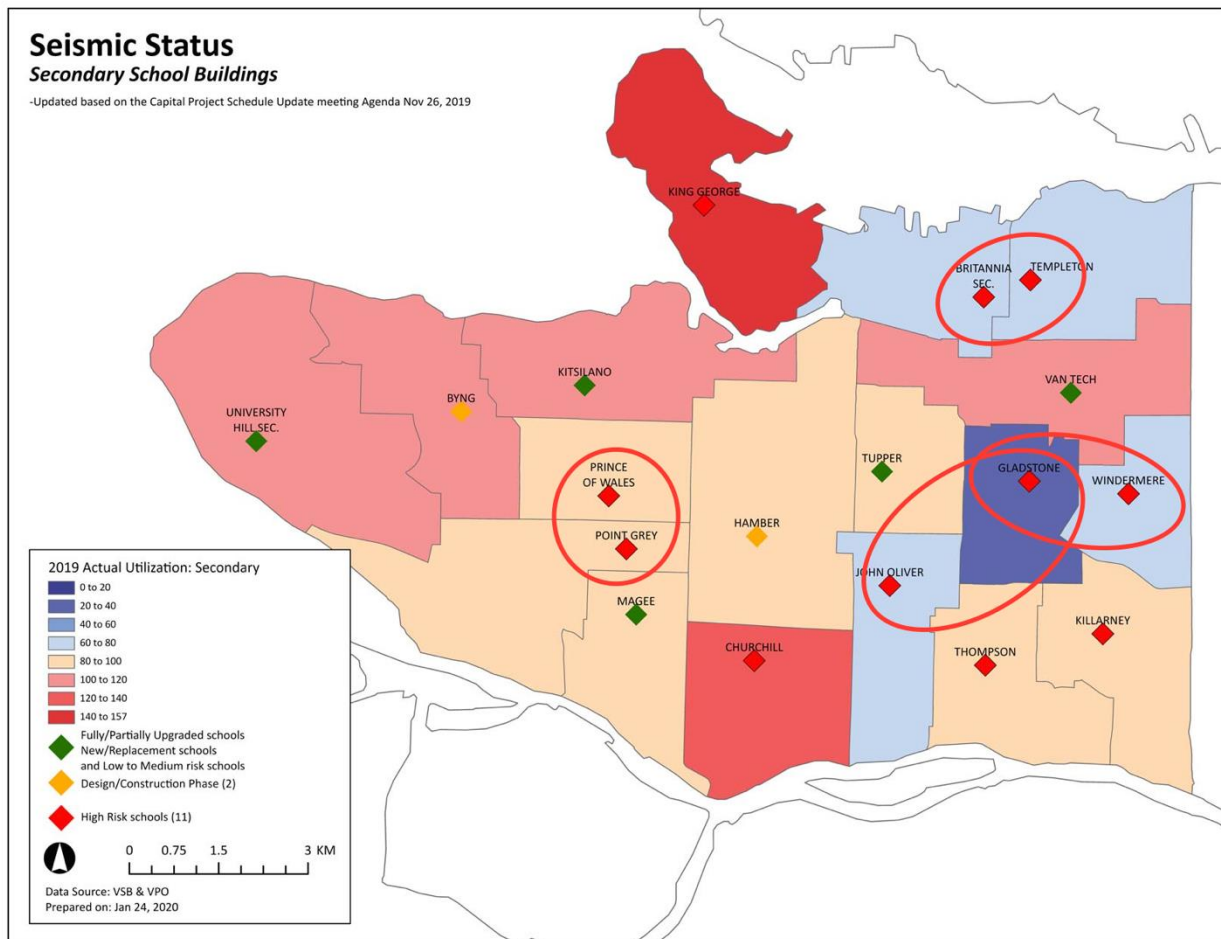 Seismic Status
Secondary School Buildings
-Updated based on the Capital Project Schedule Update meeting Agenda Nov 26, 2019
KING GEORGE
BRITANNIA
SEC.
TEMPLETON
KITSILANO
VAN TECH
BYNG
UNIVERSITY
HILL SEC.
TUPPER
GLADSTONE
WINDERMERE
PRINCE
OF WALES
HAMBER
POINT GREY
JOHN OLIVER
MAGEE
KILLARNEY
CHURCHILL
THOMPSON
2019 Actual Utilization: Secondary
0 to 20
20 to 40
40 to 60
60 to 80
80 to 100
100 to 120
120 to 140
140 to 157
Fully/Partially Upgraded schools
New/Replacement schools
and Low to Medium risk schools
Design/Construction Phase (2)
High Risk schools (11)
0 0.75 1.5 3 KM
Data Source: VSB & VPO
Prepared on: Jan 24, 2020